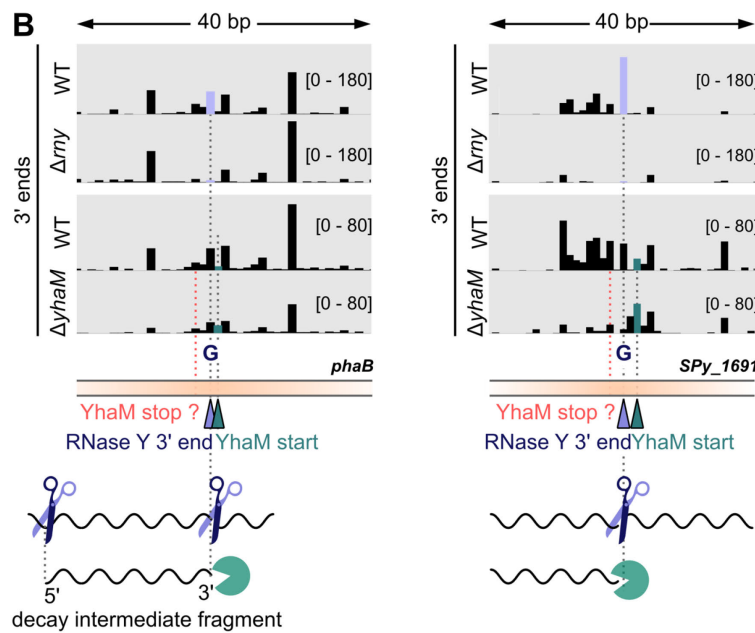 B
40 bp
3' ends
WT
[0 - 180]
Δrny
[0 - 180]
WT
[0 - 80]
ΔyhaM
[0 - 80]
G
phaB
YhaM stop ?
RNase Y 3' end YhaM start
5'
3'
decay intermediate fragment
40 bp
3' ends
WT
[0 - 180]
Δrny
[0 - 180]
WT
[0 - 80]
ΔyhaM
[0 - 80]
G
SPy_1691
YhaM stop ?
RNase Y 3' end YhaM start